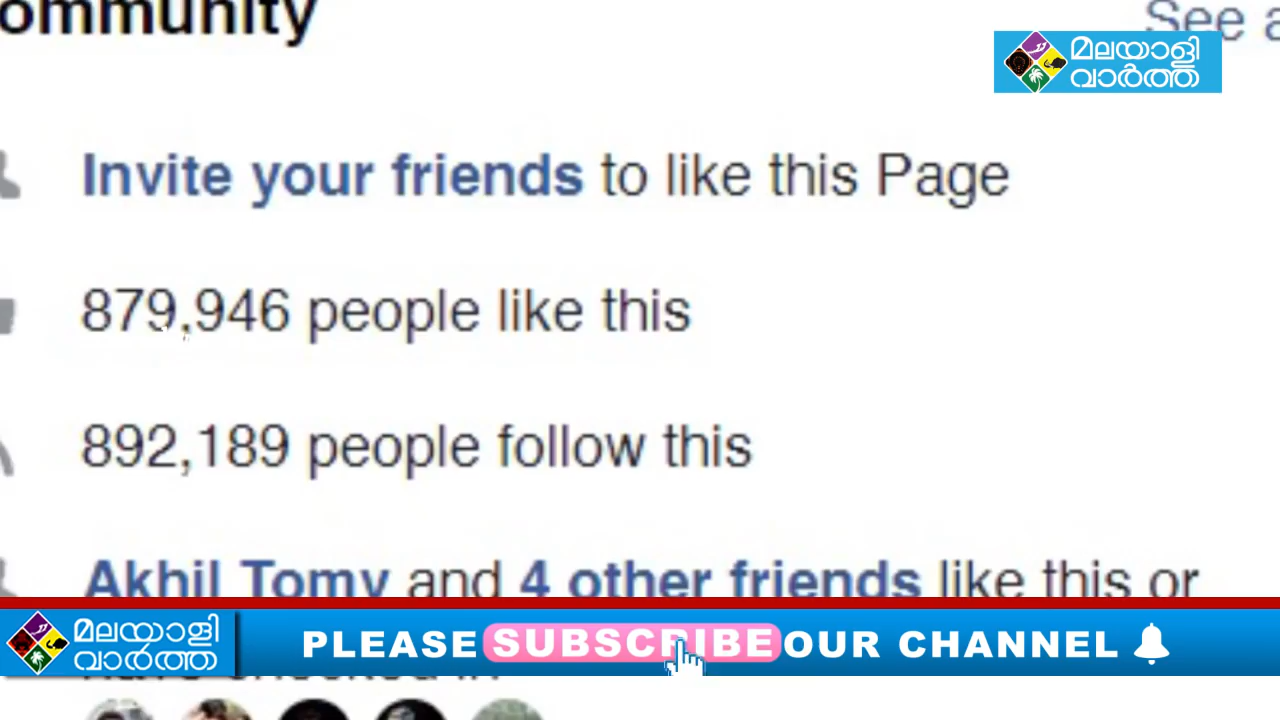 ommunity
See a
മലയാളി
വാർത്ത
Invite your friends to like this Page
879,946 people like this
892,189 people follow this
Akhil Tomy and 4 other friends like this or
മലയാളി
വാർത്ത
PLEASE SUBSCRIBE OUR CHANNEL